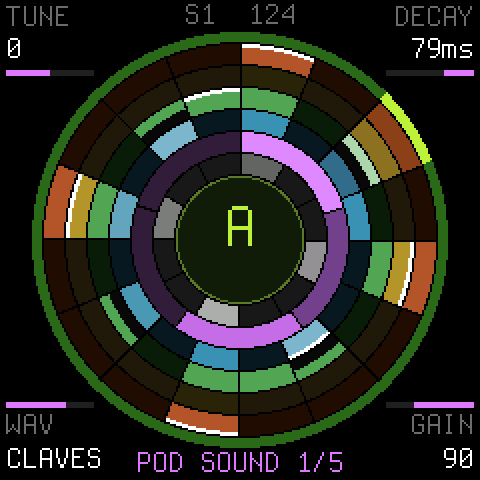 TUNE S1 124 DECAY
0 79ms
A
WAV GAIN
CLAVES POD SOUND 1/5 90